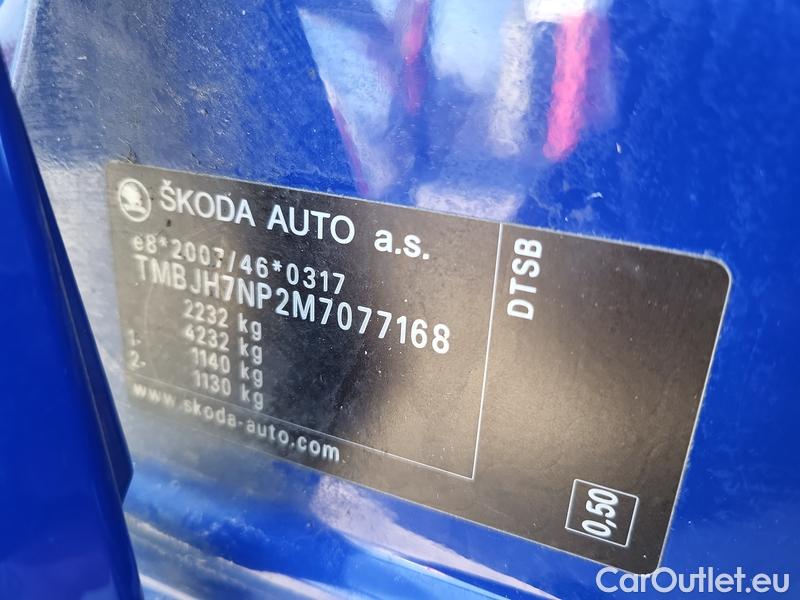 ŠKODA AUTO a.s.
e8*2007/46*0317
TMBJH7NP2M7077168
2232 kg
4232 kg
1- 1140 kg
2- 1130 kg
www.skoda-auto.com
DTSB
0,50
CarOutlet.eu